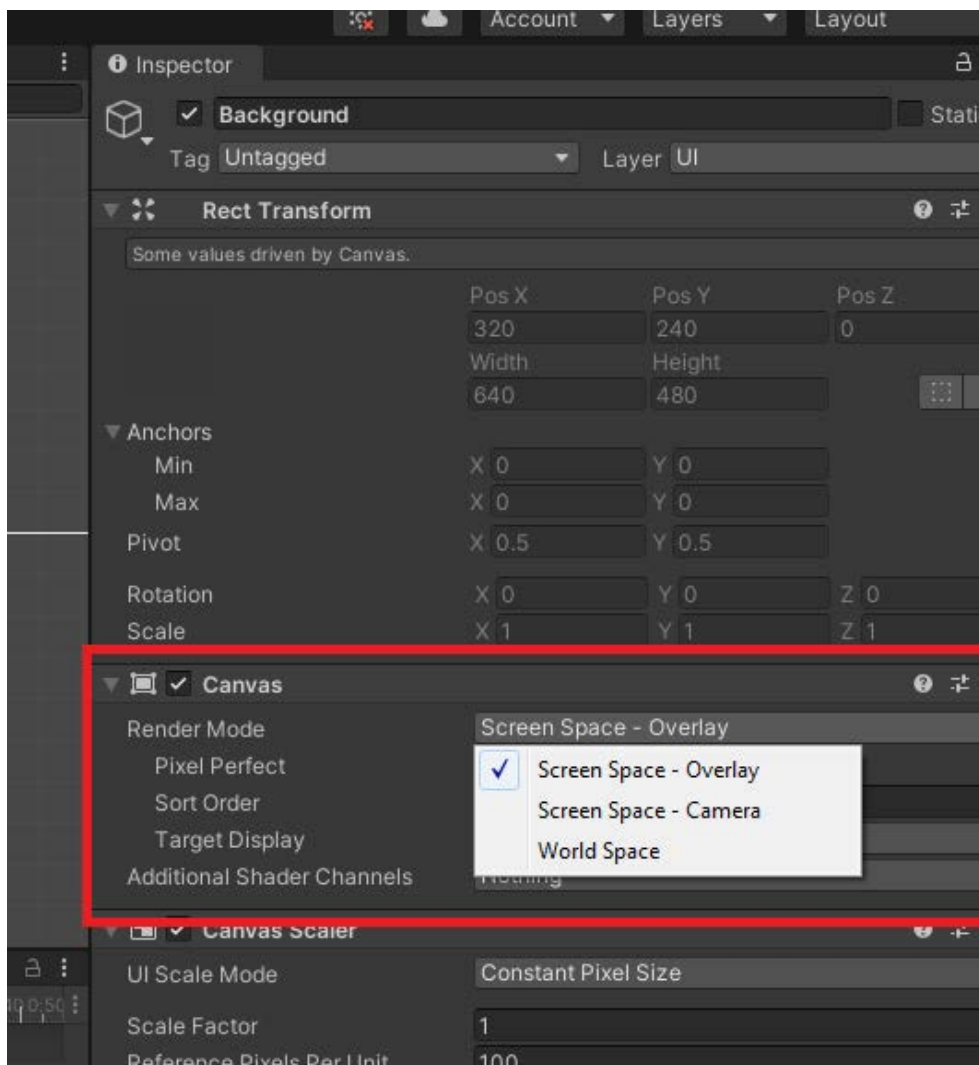 Account Layers Layout
Inspector
Background Stati
Tag Untagged Layer UI
Rect Transform
Some values driven by Canvas.
Pos X Pos Y Pos Z
320 240 0
Width Height
640 480
Anchors
Min X 0 Y 0
Max X 0 Y 0
Pivot X 0.5 Y 0.5
Rotation X 0 Y 0 Z 0
Scale X 1 Y 1 Z 1
Canvas
Render Mode Screen Space - Overlay
Pixel Perfect Screen Space - Overlay
Sort Order Screen Space - Camera
Target Display World Space
Additional Shader Channels Nothing
Canvas Scaler
UI Scale Mode Constant Pixel Size
Scale Factor 1
Reference Pixels Per Unit 100